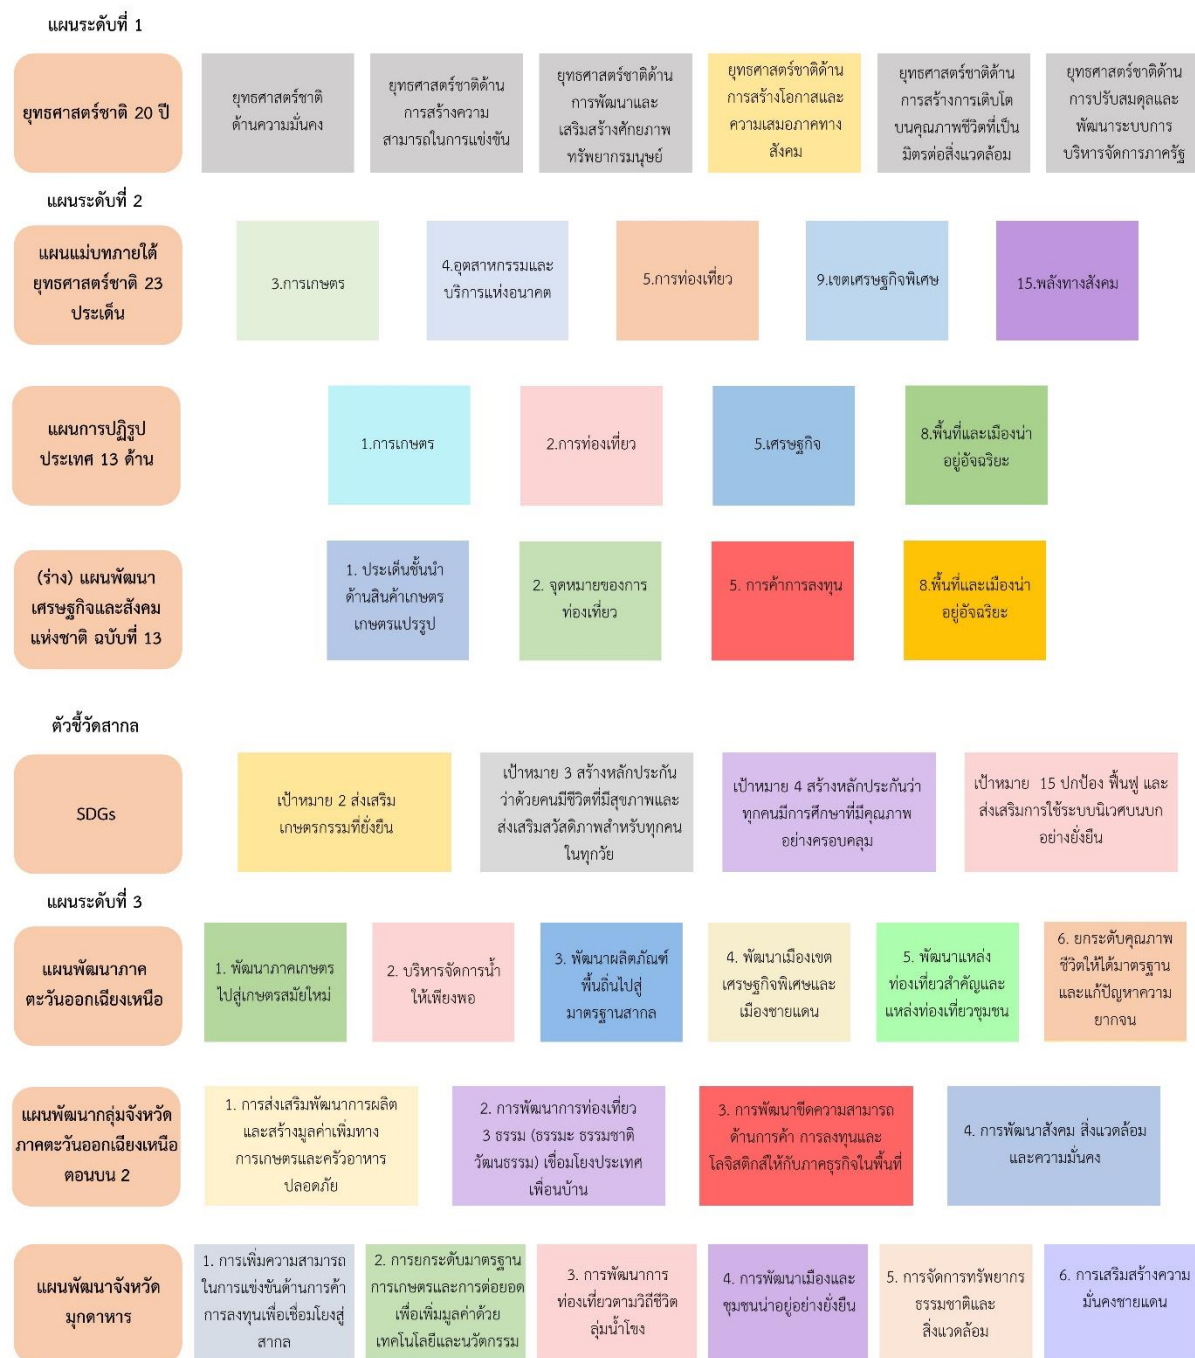 แผนระดับที่ 1
ยุทธศาสตร์ชาติ 20 ปี
ยุทธศาสตร์ชาติ
ด้านความมั่นคง
ยุทธศาสตร์ชาติด้าน
การสร้างความ
สามารถในการแข่งขัน
ยุทธศาสตร์ชาติด้าน
การพัฒนาและ
เสริมสร้างศักยภาพ
ทรัพยากรมนุษย์
ยุทธศาสตร์ชาติด้าน
การสร้างโอกาสและ
ความเสมอภาคทาง
สังคม
ยุทธศาสตร์ชาติด้าน
การสร้างการเติบโต
บนคุณภาพชีวิตที่เป็น
มิตรต่อสิ่งแวดล้อม
ยุทธศาสตร์ชาติด้าน
การปรับสมดุลและ
พัฒนาระบบการ
บริหารจัดการภาครัฐ
แผนระดับที่ 2
แผนแม่บทภายใต้
ยุทธศาสตร์ชาติ 23
ประเด็น
3.การเกษตร
4.อุตสาหกรรมและ
บริการแห่งอนาคต
5.การท่องเที่ยว
9.เขตเศรษฐกิจพิเศษ
15.พลังทางสังคม
แผนการปฏิรูป
ประเทศ 13 ด้าน
1.การเกษตร
2.การท่องเที่ยว
5.เศรษฐกิจ
8.พื้นที่และเมืองน่า
อยู่อัจฉริยะ
(ร่าง) แผนพัฒนา
เศรษฐกิจและสังคม
แห่งชาติ ฉบับที่ 13
1. ประเด็นชั้นนำ
ด้านสินค้าเกษตร
เกษตรแปรรูป
2. จุดหมายของการ
ท่องเที่ยว
5. การค้าการลงทุน
8.พื้นที่และเมืองน่า
อยู่อัจฉริยะ
ตัวชี้วัดสากล
SDGs
เป้าหมาย 2 ส่งเสริม
เกษตรกรรมที่ยั่งยืน
เป้าหมาย 3 สร้างหลักประกัน
ว่าด้วยคนมีชีวิตที่มีสุขภาพและ
ส่งเสริมสวัสดิภาพสำหรับทุกคน
ในทุกวัย
เป้าหมาย 4 สร้างหลักประกันว่า
ทุกคนมีการศึกษาที่มีคุณภาพ
อย่างครอบคลุม
เป้าหมาย 15 ปกป้อง ฟื้นฟู และ
ส่งเสริมการใช้ระบบนิเวศบนบก
อย่างยั่งยืน
แผนระดับที่ 3
แผนพัฒนาภาค
ตะวันออกเฉียงเหนือ
1. พัฒนาภาคเกษตร
ไปสู่เกษตรสมัยใหม่
2. บริหารจัดการน้ำ
ให้เพียงพอ
3. พัฒนาผลิตภัณฑ์
พื้นถิ่นไปสู่
มาตรฐานสากล
4. พัฒนาเมืองเขต
เศรษฐกิจพิเศษและ
เมืองชายแดน
5. พัฒนาแหล่ง
ท่องเที่ยวสำคัญและ
แหล่งท่องเที่ยวชุมชน
6. ยกระดับคุณภาพ
ชีวิตให้ได้มาตรฐาน
และแก้ปัญหาความ
ยากจน
แผนพัฒนากลุ่มจังหวัด
ภาคตะวันออกเฉียงเหนือ
ตอนบน 2
1. การส่งเสริมพัฒนาการผลิต
และสร้างมูลค่าเพิ่มทาง
การเกษตรและครัวอาหาร
ปลอดภัย
2. การพัฒนาการท่องเที่ยว
3 ธรรม (ธรรมะ ธรรมชาติ
วัฒนธรรม) เชื่อมโยงประเทศ
เพื่อนบ้าน
3. การพัฒนาขีดความสามารถ
ด้านการค้า การลงทุนและ
โลจิสติกส์ให้กับภาคธุรกิจในพื้นที่
4. การพัฒนาสังคม สิ่งแวดล้อม
และความมั่นคง
แผนพัฒนาจังหวัด
มุกดาหาร
1. การเพิ่มความสามารถ
ในการแข่งขันด้านการค้า
การลงทุนเพื่อเชื่อมโยงสู่
สากล
2. การยกระดับมาตรฐาน
การเกษตรและการต่อยอด
เพื่อเพิ่มมูลค่าด้วย
เทคโนโลยีและนวัตกรรม
3. การพัฒนาการ
ท่องเที่ยวตามวิถีชีวิต
ลุ่มน้ำโขง
4. การพัฒนาเมืองและ
ชุมชนน่าอยู่อย่างยั่งยืน
5. การจัดการทรัพยากร
ธรรมชาติและ
สิ่งแวดล้อม
6. การเสริมสร้างความ
มั่นคงชายแดน